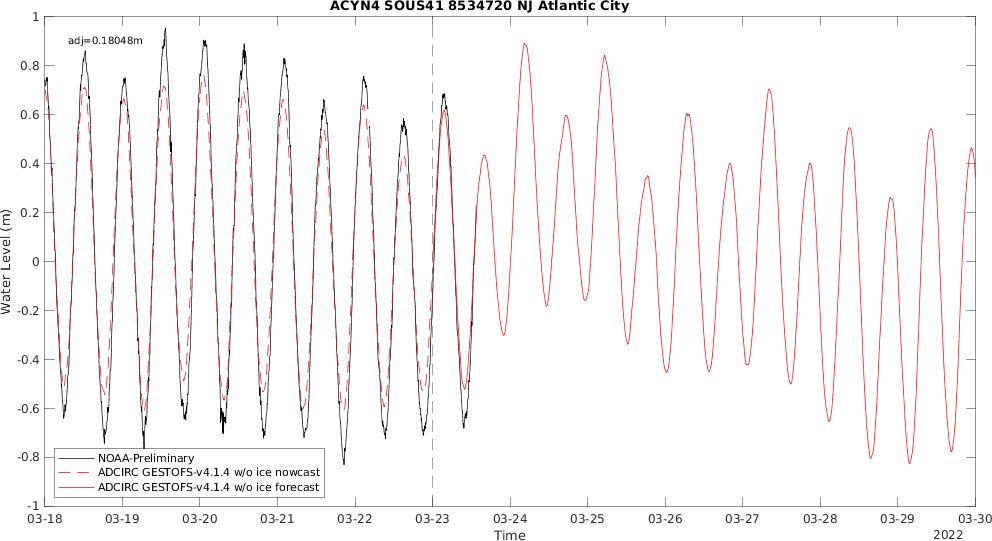 ACYN4 SOUS41 8534720 NJ Atlantic City
adj=0.18048m
Water Level (m)
1
0.8
0.6
0.4
0.2
0
-0.2
-0.4
-0.6
-0.8
-1
NOAA-Preliminary
ADCIRC GESTOFS-v4.1.4 w/o ice nowcast
ADCIRC GESTOFS-v4.1.4 w/o ice forecast
03-18 03-19 03-20 03-21 03-22 03-23 03-24 03-25 03-26 03-27 03-28 03-29 03-30
Time
2022